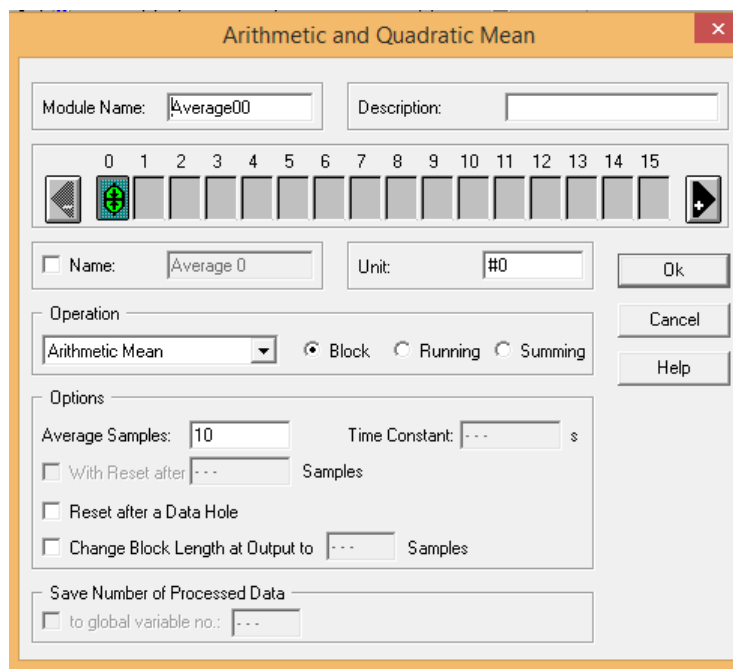 Arithmetic and Quadratic Mean
Module Name: Average00 Description:
0 1 2 3 4 5 6 7 8 9 10 11 12 13 14 15
Name: Average 0 Unit: #0 Ok
Operation Cancel
Arithmetic Mean Block Running Summing
Help
Options
Average Samples: 10 Time Constant: --- s
With Reset after --- Samples
Reset after a Data Hole
Change Block Length at Output to --- Samples
Save Number of Processed Data
to global variable no.: ---